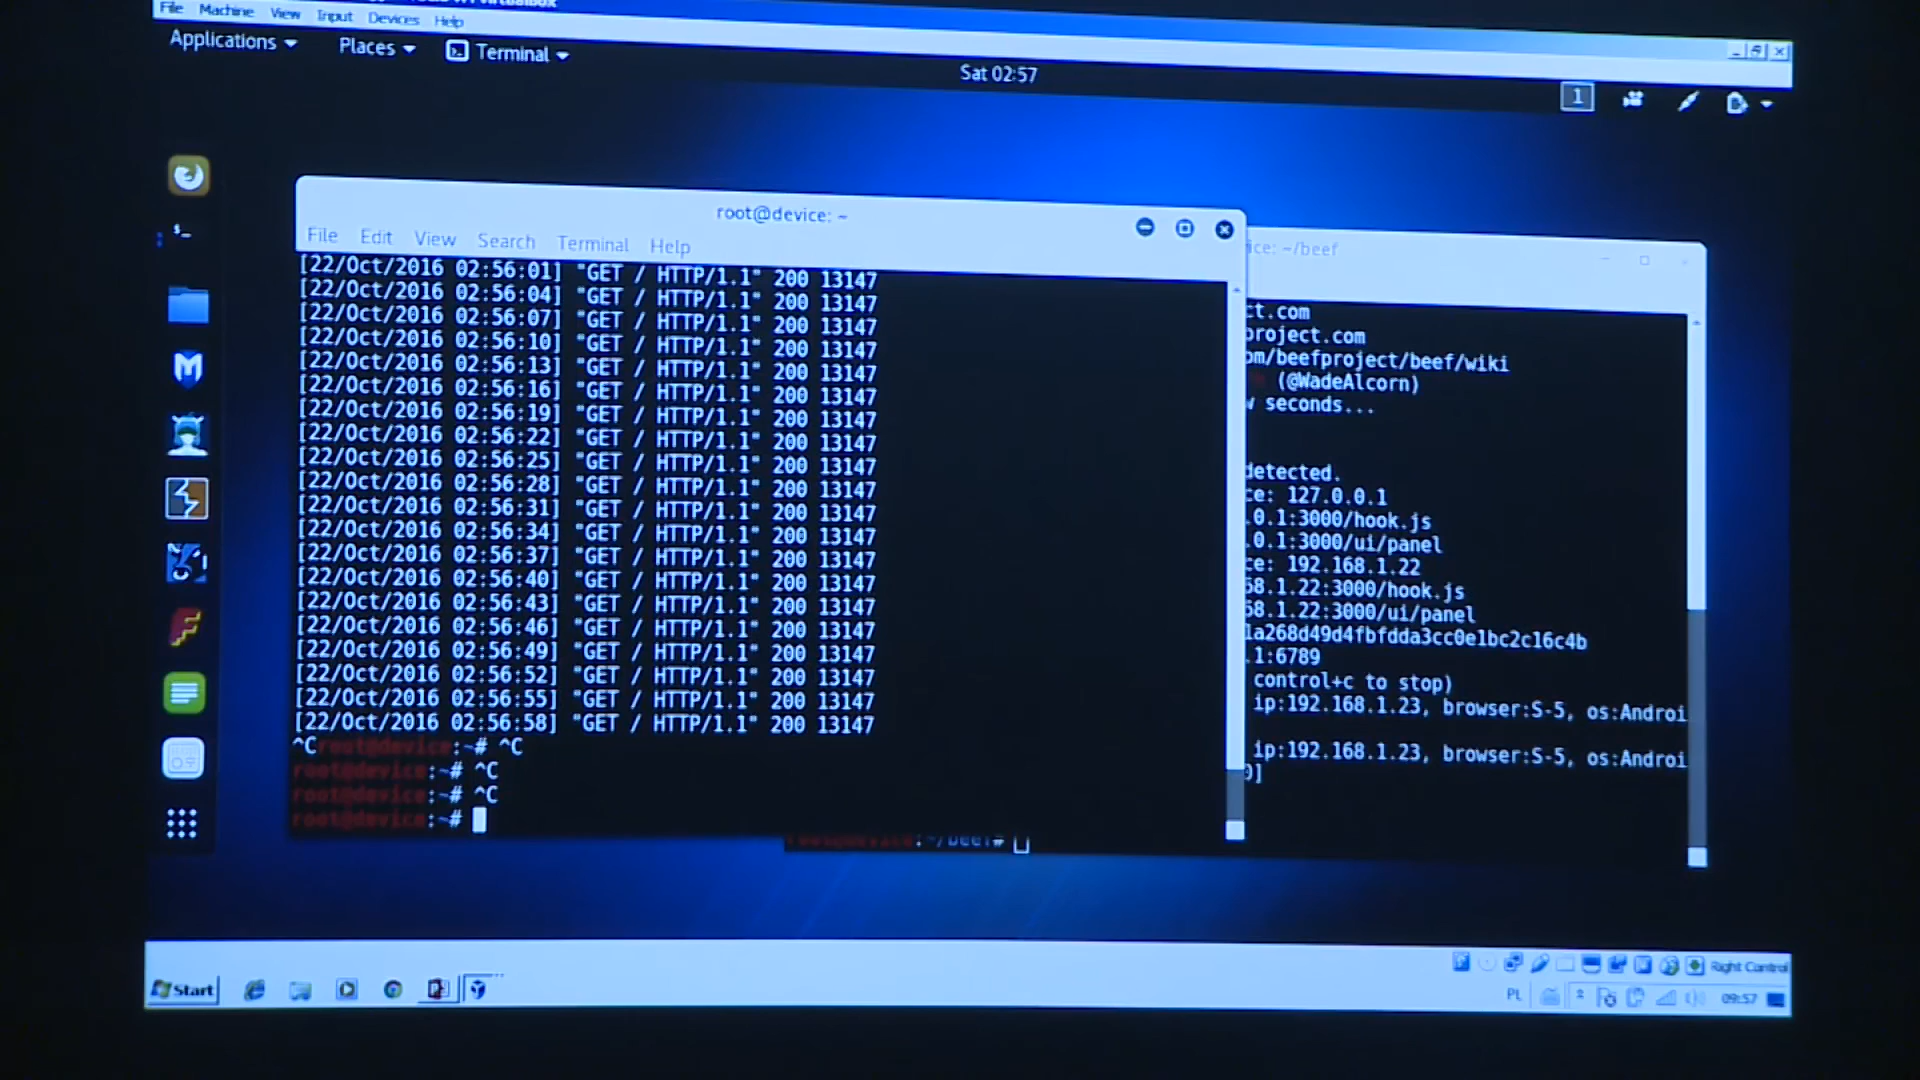 File Machine View Input Devices Help
Applications Places Terminal
Sat 02:57
1
root@device: ~
File Edit View Search Terminal Help
[22/Oct/2016 02:56:01] "GET / HTTP/1.1" 200 13147
[22/Oct/2016 02:56:04] "GET / HTTP/1.1" 200 13147
[22/Oct/2016 02:56:07] "GET / HTTP/1.1" 200 13147
[22/Oct/2016 02:56:10] "GET / HTTP/1.1" 200 13147
[22/Oct/2016 02:56:13] "GET / HTTP/1.1" 200 13147
[22/Oct/2016 02:56:16] "GET / HTTP/1.1" 200 13147
[22/Oct/2016 02:56:19] "GET / HTTP/1.1" 200 13147
[22/Oct/2016 02:56:22] "GET / HTTP/1.1" 200 13147
[22/Oct/2016 02:56:25] "GET / HTTP/1.1" 200 13147
[22/Oct/2016 02:56:28] "GET / HTTP/1.1" 200 13147
[22/Oct/2016 02:56:31] "GET / HTTP/1.1" 200 13147
[22/Oct/2016 02:56:34] "GET / HTTP/1.1" 200 13147
[22/Oct/2016 02:56:37] "GET / HTTP/1.1" 200 13147
[22/Oct/2016 02:56:40] "GET / HTTP/1.1" 200 13147
[22/Oct/2016 02:56:43] "GET / HTTP/1.1" 200 13147
[22/Oct/2016 02:56:46] "GET / HTTP/1.1" 200 13147
[22/Oct/2016 02:56:49] "GET / HTTP/1.1" 200 13147
[22/Oct/2016 02:56:52] "GET / HTTP/1.1" 200 13147
[22/Oct/2016 02:56:55] "GET / HTTP/1.1" 200 13147
[22/Oct/2016 02:56:58] "GET / HTTP/1.1" 200 13147
^Croot@device:~# ^C
root@device:~# ^C
root@device:~# ^C
root@device:~#
ice: ~/beef
ct.com
project.com
om/beefproject/beef/wiki
(@WadeAlcorn)
w seconds...
detected.
ce: 127.0.0.1
.0.1:3000/hook.js
.0.1:3000/ui/panel
ce: 192.168.1.22
68.1.22:3000/hook.js
68.1.22:3000/ui/panel
1a268d49d4fbfdda3cc0e1bc2c16c4b
.1:6789
control+c to stop)
ip:192.168.1.23, browser:S-5, os:Androi
ip:192.168.1.23, browser:S-5, os:Androi
0]
root@device:~/beef#
Right Control
Start
PL
09:57